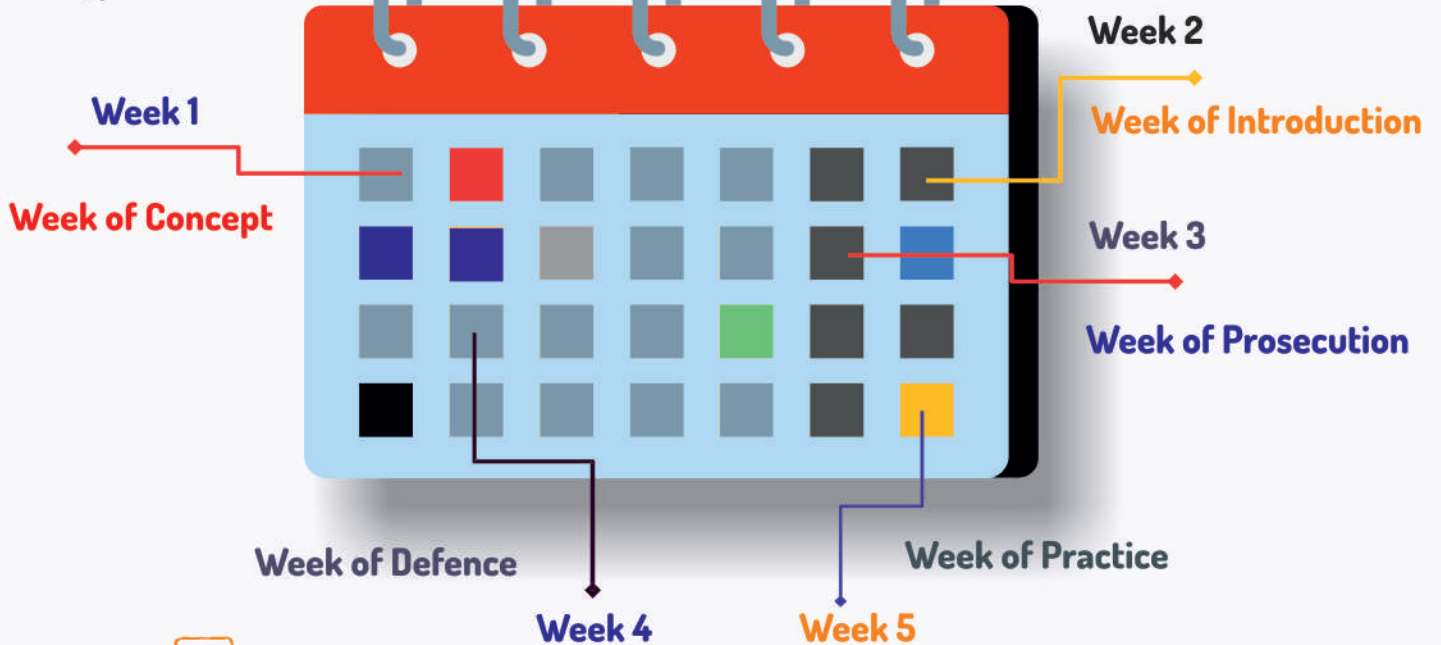 Week 1
Week of Concept
Week 2
Week of Introduction
Week 3
Week of Prosecution
Week of Defence
Week 4
Week of Practice
Week 5